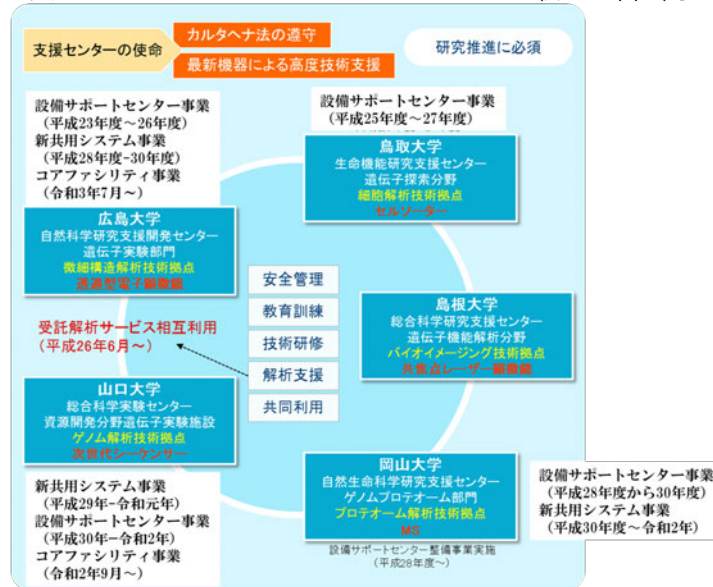 支援センターの使命
カルタヘナ法の遵守
最新機器による高度技術支援
研究推進に必須
設備サポートセンター事業
（平成23年度～26年度）
新共用システム事業
（平成28年度-30年度）
コアファシリティ事業
（令和3年7月～）
設備サポートセンター事業
（平成25年度～27年度）
鳥取大学
生命機能研究支援センター
遺伝子探索分野
細胞解析技術拠点
セルソーター
広島大学
自然科学研究支援開発センター
遺伝子実験部門
微細構造解析技術拠点
透過型電子顕微鏡
安全管理
教育訓練
技術研修
解析支援
共同利用
島根大学
総合科学研究支援センター
遺伝子機能解析分野
バイオイメージング技術拠点
共焦点レーザー顕微鏡
受託解析サービス相互利用
（平成26年6月～）
山口大学
総合科学実験センター
資源開発分野遺伝子実験施設
ゲノム解析技術拠点
次世代シーケンサー
岡山大学
自然生命科学研究支援センター
ゲノムプロテオーム部門
プロテオーム解析技術拠点
MS
設備サポートセンター整備事業実施
（平成28年度～）
設備サポートセンター事業
（平成28年度から30年度）
新共用システム事業
（平成30年度～令和2年）
新共用システム事業
（平成29年-令和元年）
設備サポートセンター事業
（平成30年-令和2年）
コアファシリティ事業
（令和2年9月～）